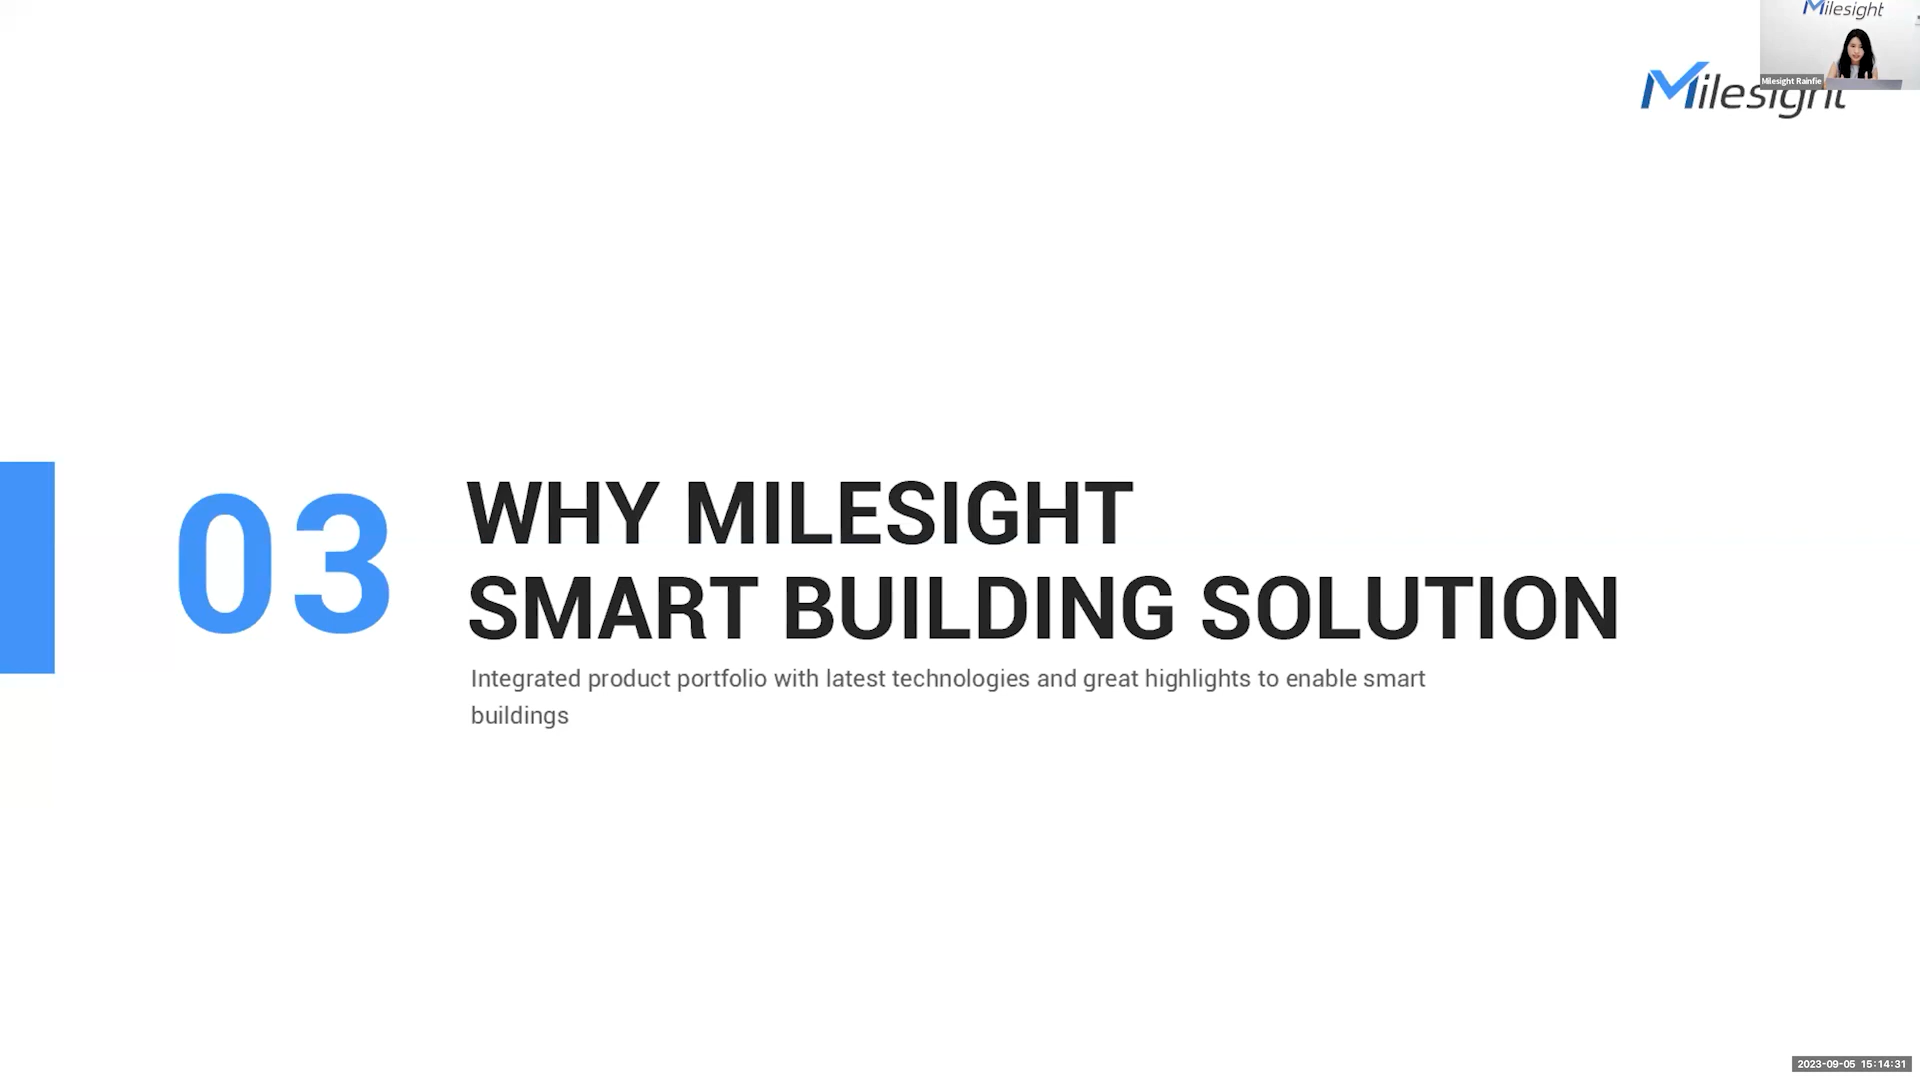 Milesight
Milesight Rainfie
Milesight
03
WHY MILESIGHT
SMART BUILDING SOLUTION
Integrated product portfolio with latest technologies and great highlights to enable smart
buildings
2023-09-05 15:14:31